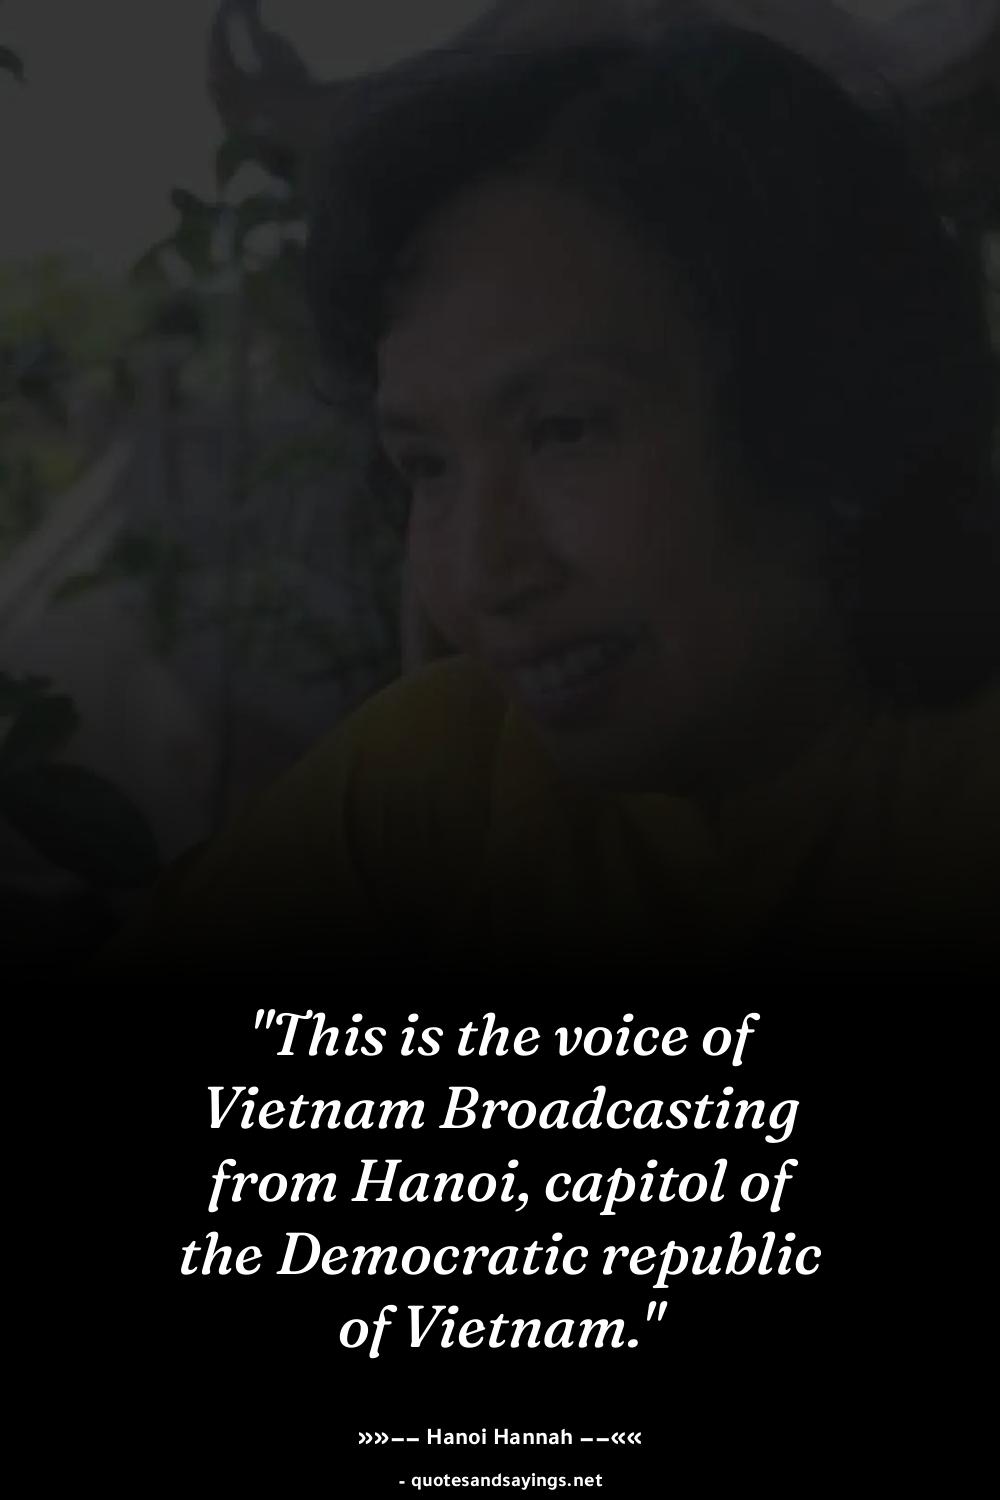 "This is the voice of
Vietnam Broadcasting
from Hanoi, capitol of
the Democratic republic
of Vietnam."
»»–– Hanoi Hannah ––««
- quotesandsayings.net